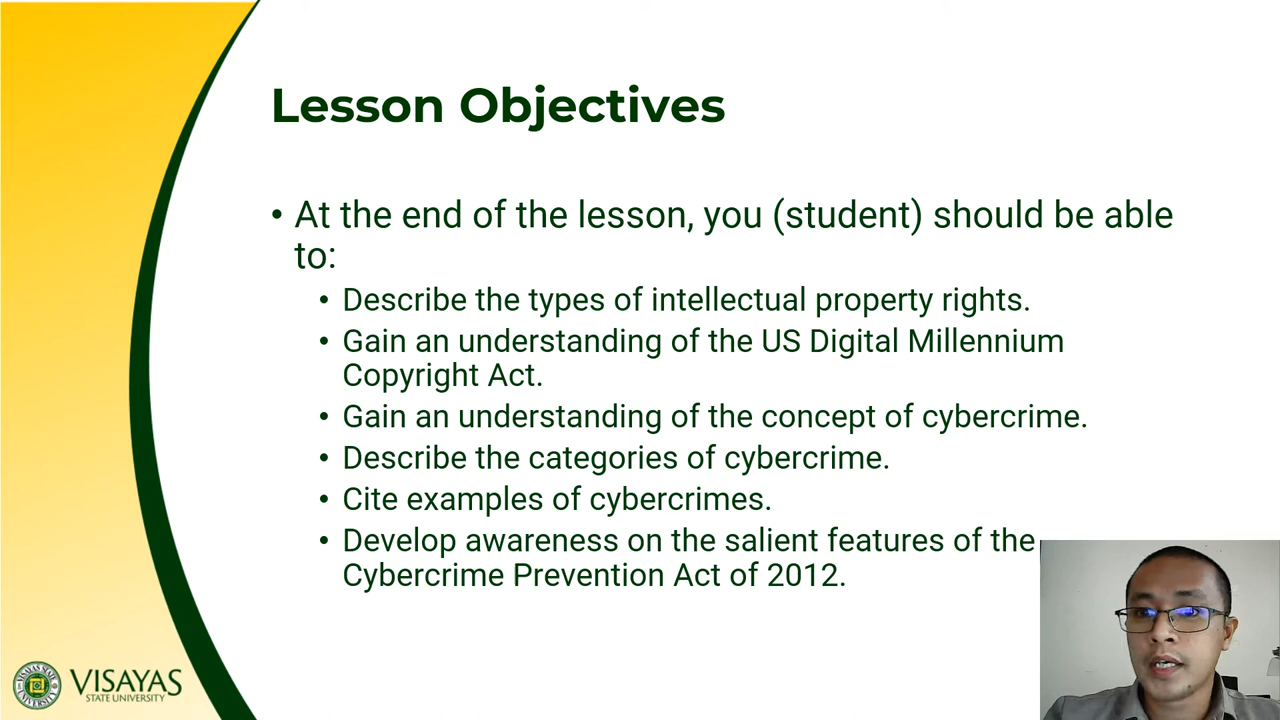 Lesson Objectives
• At the end of the lesson, you (student) should be able
to:
• Describe the types of intellectual property rights.
• Gain an understanding of the US Digital Millennium
Copyright Act.
• Gain an understanding of the concept of cybercrime.
• Describe the categories of cybercrime.
• Cite examples of cybercrimes.
• Develop awareness on the salient features of the
Cybercrime Prevention Act of 2012.
VISAYAS
STATE UNIVERSITY